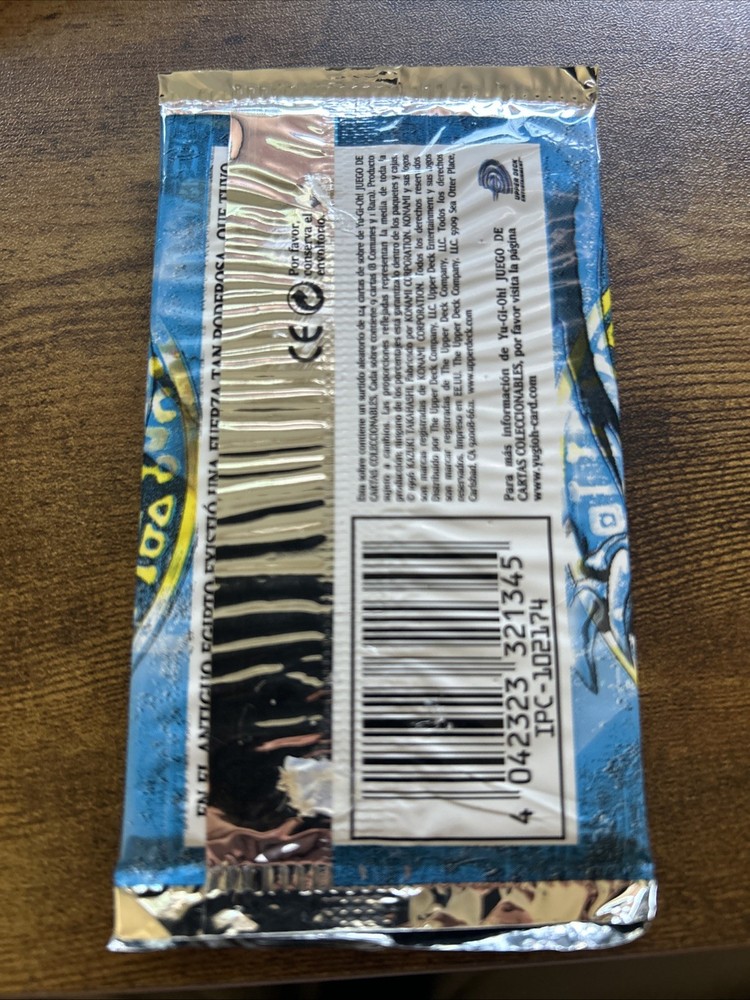 EN EL ANTIGUO EGIPTO EXISTIÓ UNA FUERZA TAN PODEROSA, QUE TUVO
CE
Por favor,
conserva el
envoltorio.
Este sobre contiene un surtido aleatorio de 124 cartas de sobre de Yu-Gi-Oh! JUEGO DE
CARTAS COLECCIONABLES. Cada sobre contiene 9 cartas (8 Comunes y 1 Rara). Producto
sujeto a cambios. Las proporciones reflejadas representan la media de toda la
producción, ninguno de los porcentajes está garantizado dentro de los paquetes y cajas.
© 1996 KAZUKI TAKAHASHI. Fabricado por KONAMI CORPORATION. KONAMI y sus logos
son marcas registradas de KONAMI CORPORATION. Todos los derechos reservados.
Distribuido por The Upper Deck Company, LLC. Upper Deck Entertainment y sus logos
son marcas registradas de The Upper Deck Company, LLC. Todos los derechos
reservados. Impreso en EE.UU. The Upper Deck Company, LLC 5909 Sea Otter Place,
Carlsbad, CA 92008-6621. www.upperdeck.com
Para más información de Yu-Gi-Oh! JUEGO DE
CARTAS COLECCIONABLES, por favor visita la página
www.yugioh-card.com
UPPER DECK
ENTERTAINMENT
4 042323 321345
IPC-102174